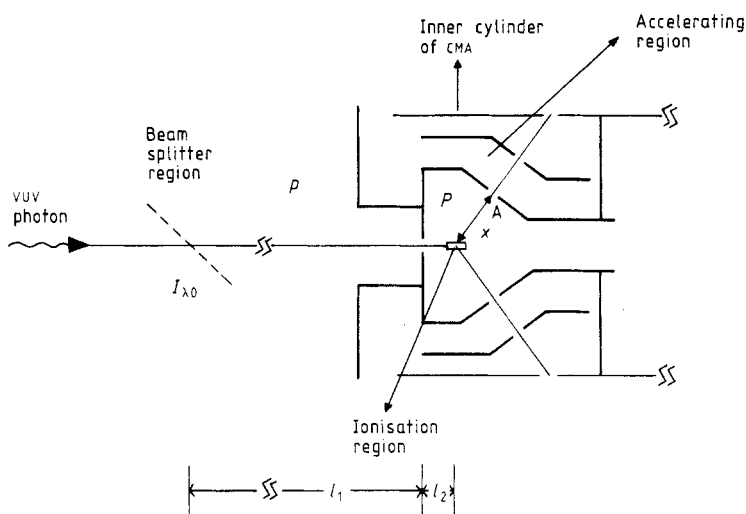 Inner cylinder
of CMA
Accelerating
region
Beam
splitter
region
p
P
VUV
photon
A
x
I_λ0
Ionisation
region
l_1
l_2